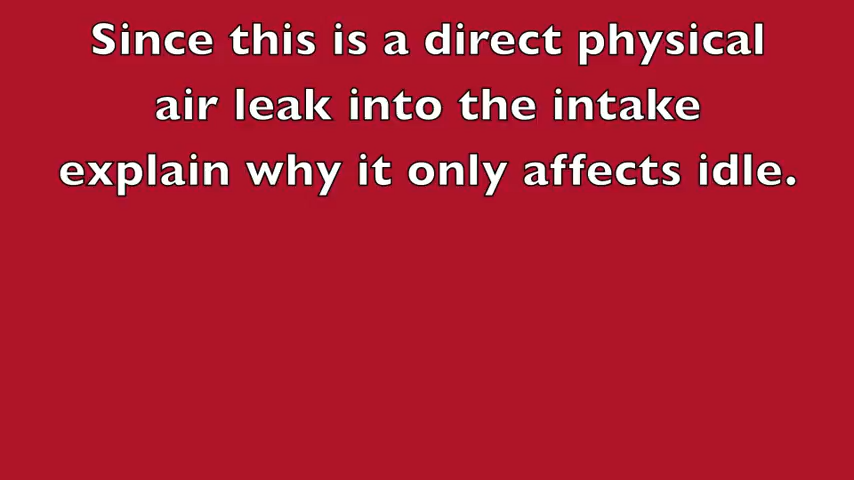 Since this is a direct physical
air leak into the intake
explain why it only affects idle.